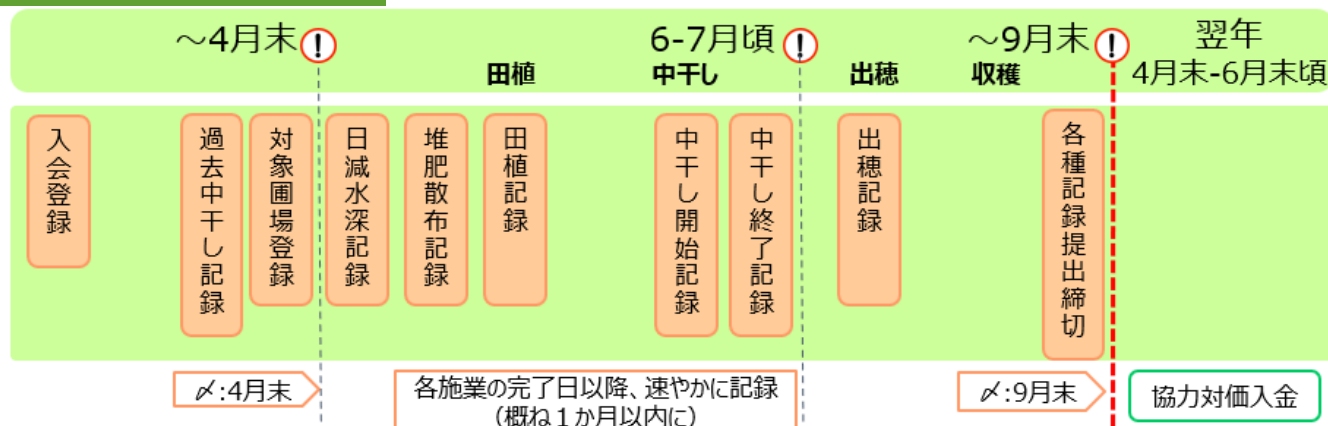 ～4月末!
6-7月頃!
～9月末!
翌年
田植
中干し
出穂
収穫
4月末-6月末頃
入会登録
過去中干し記録
対象圃場登録
日減水深記録
堆肥散布記録
田植記録
中干し開始記録
中干し終了記録
出穂記録
各種記録提出締切
〆:4月末
各施業の完了日以降、速やかに記録
（概ね１か月以内に）
〆:9月末
協力対価入金